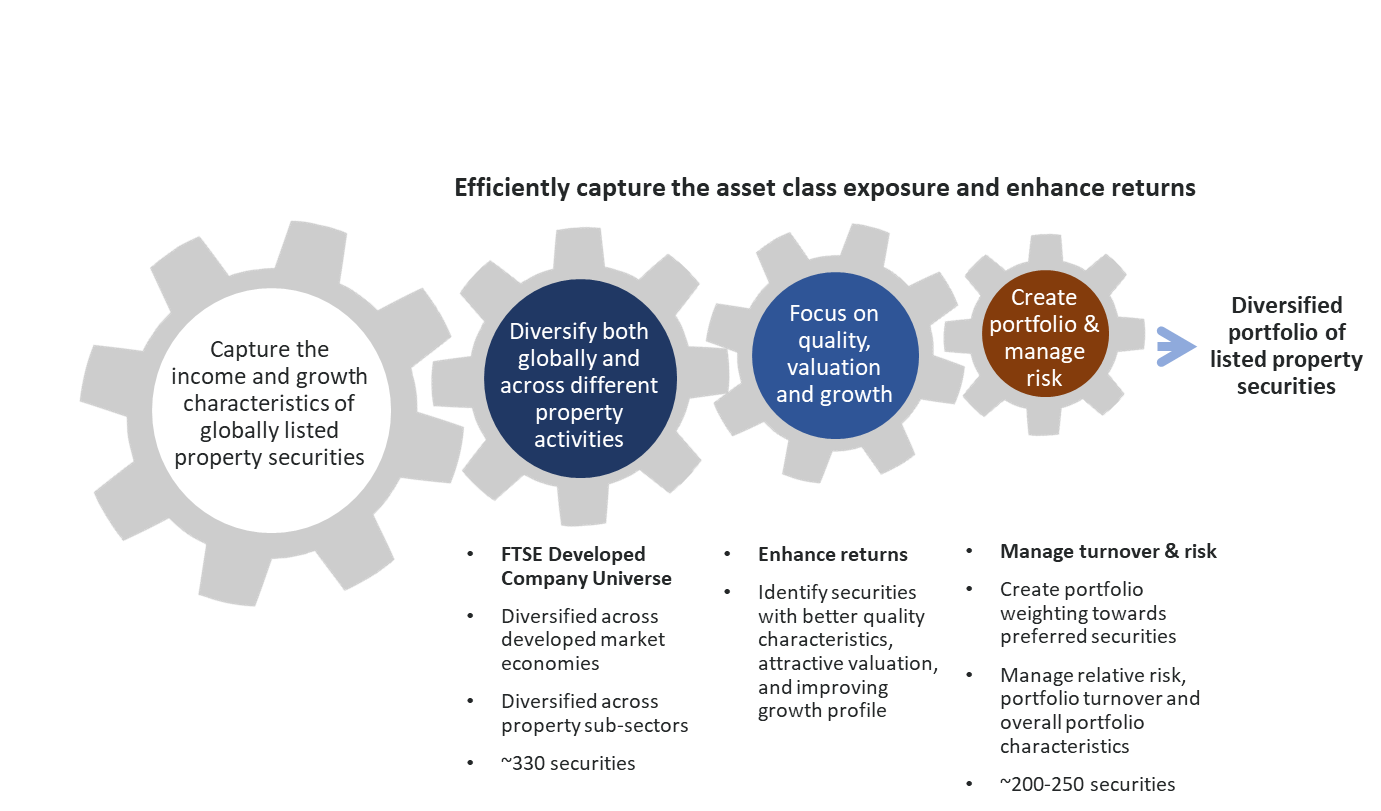 Efficiently capture the asset class exposure and enhance returns
Capture the
income and growth
characteristics of
globally listed
property securities
Diversify both
globally and
across different
property
activities
Focus on
quality,
valuation
and growth
Create
portfolio &
manage
risk
Diversified
portfolio of
listed property
securities
• FTSE Developed
Company Universe
• Diversified across
developed market
economies
• Diversified across
property sub-sectors
• ~330 securities
• Enhance returns
• Identify securities
with better quality
characteristics,
attractive valuation,
and improving
growth profile
• Manage turnover & risk
• Create portfolio
weighting towards
preferred securities
• Manage relative risk,
portfolio turnover and
overall portfolio
characteristics
• ~200-250 securities